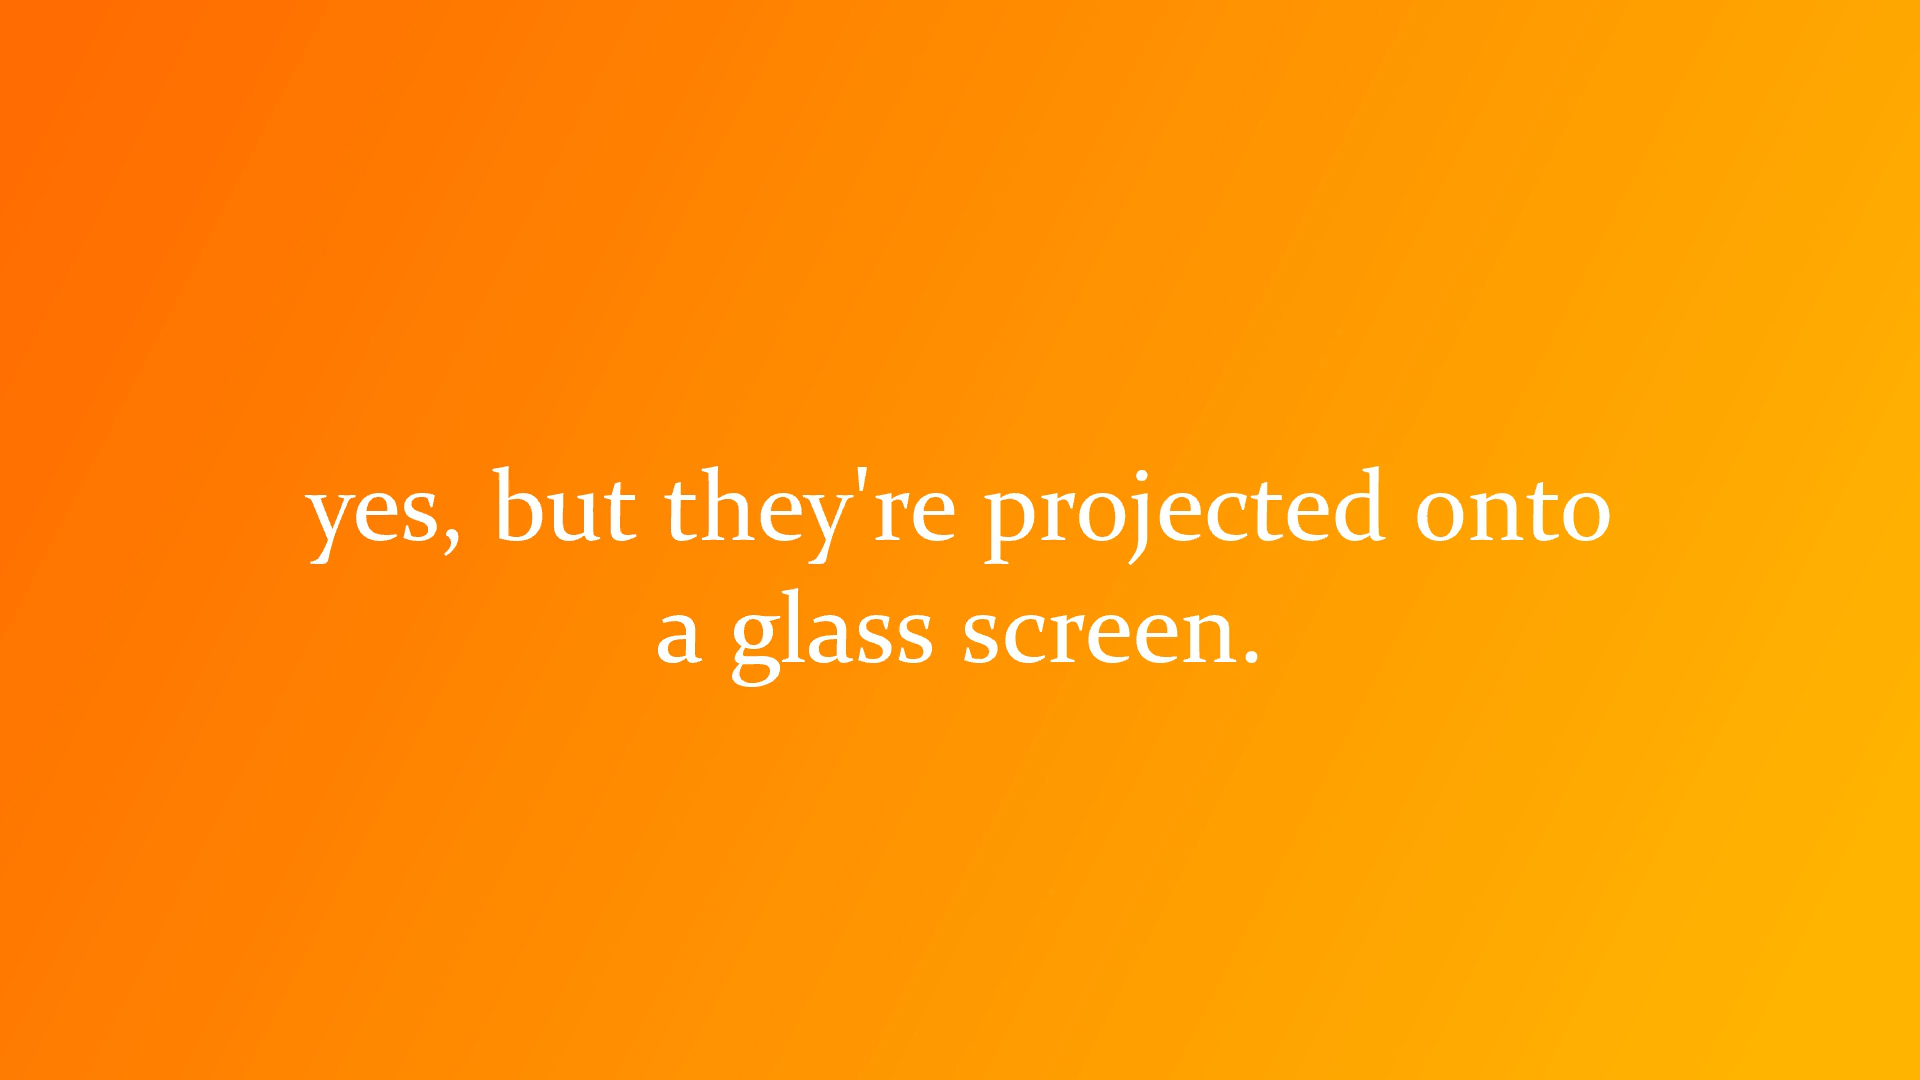 yes, but they're projected onto
a glass screen.